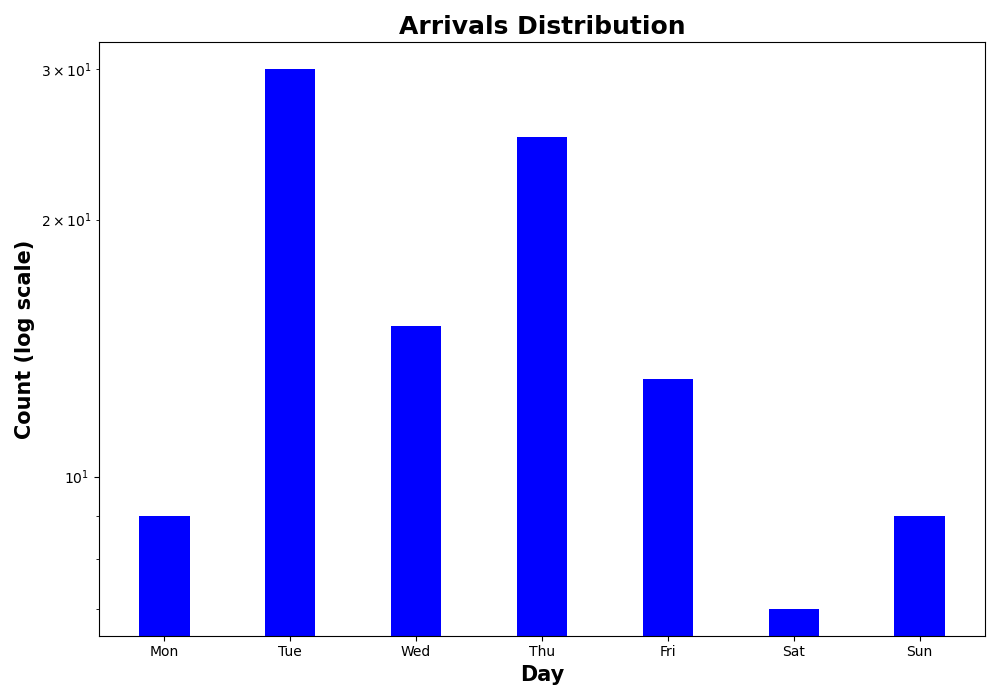 Arrivals Distribution
3 × 10¹
2 × 10¹
10¹
Count (log scale)
Mon Tue Wed Thu Fri Sat Sun
Day